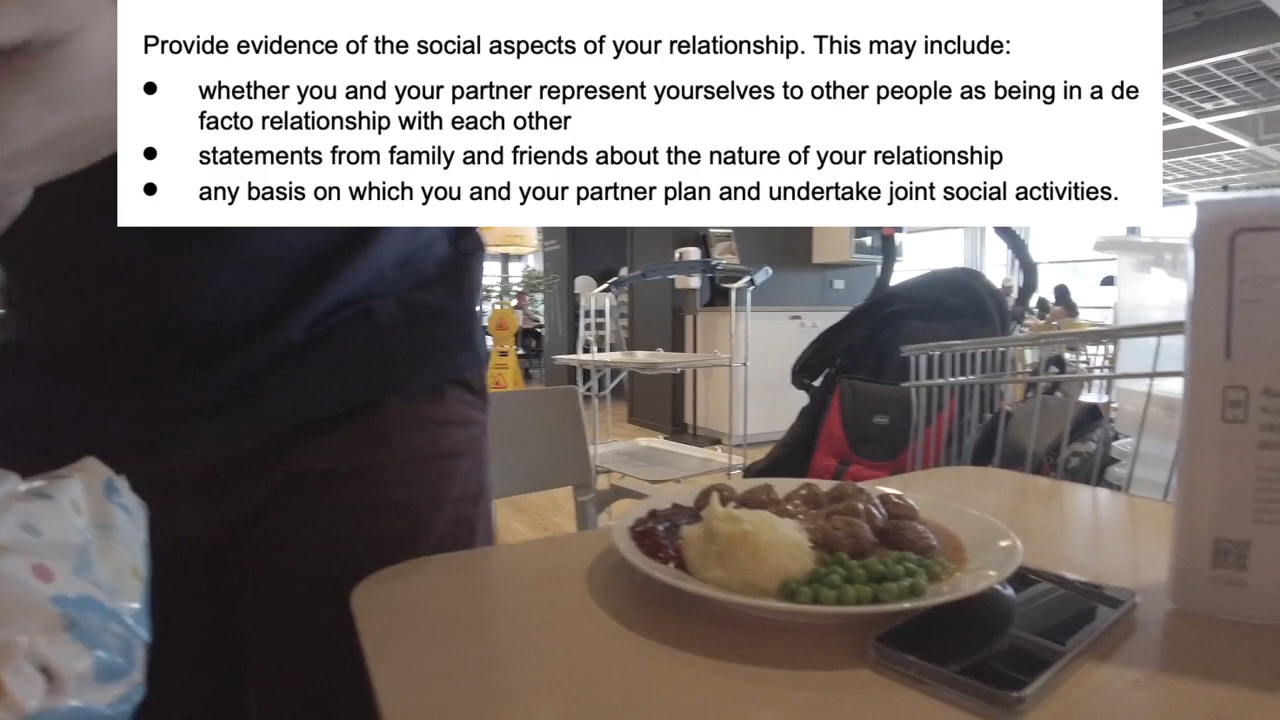 Provide evidence of the social aspects of your relationship. This may include:
● whether you and your partner represent yourselves to other people as being in a de
facto relationship with each other
● statements from family and friends about the nature of your relationship
● any basis on which you and your partner plan and undertake joint social activities.